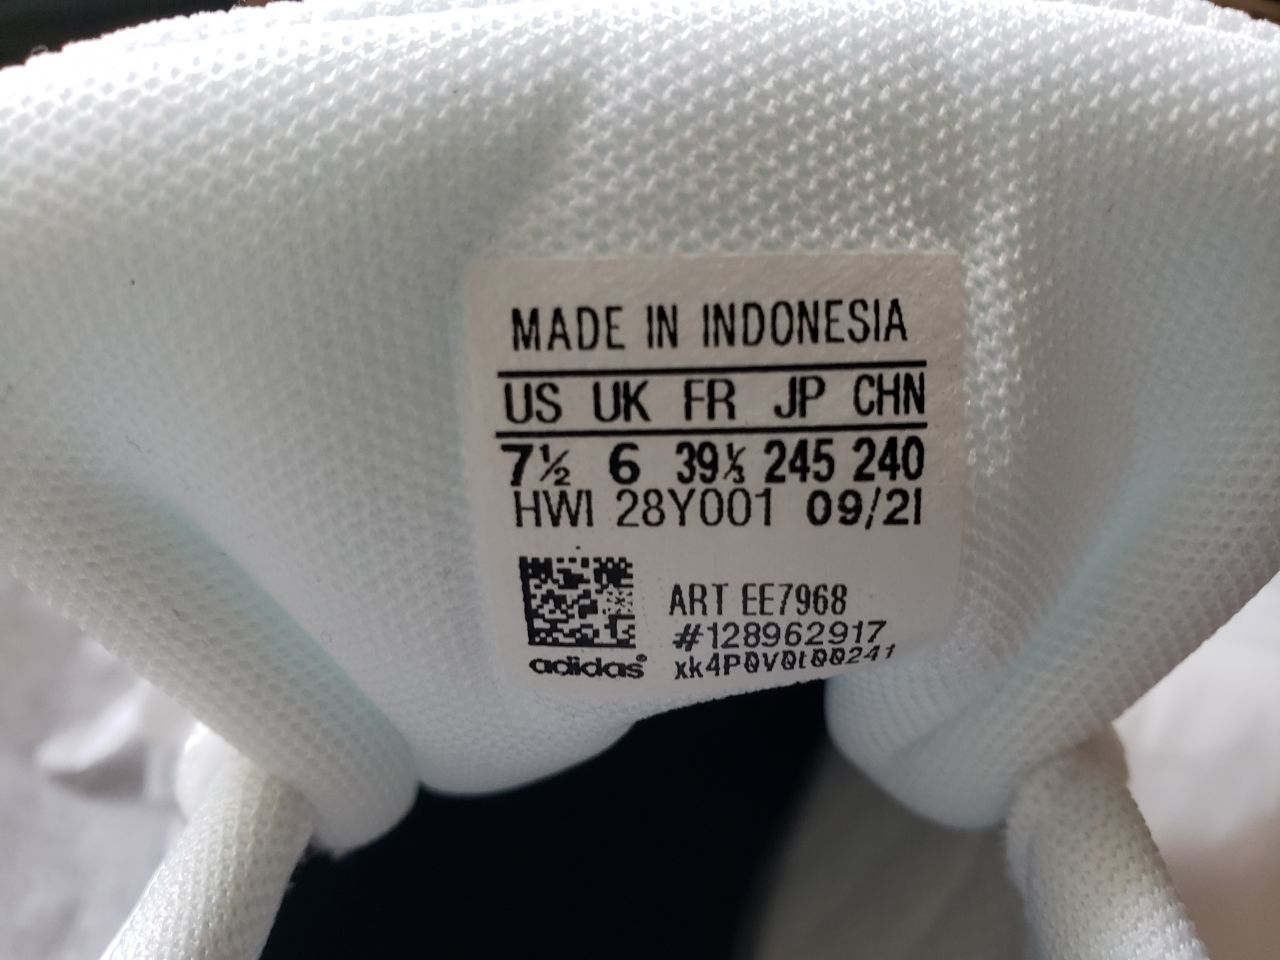 MADE IN INDONESIA
US UK FR JP CHN
7½ 6 39⅓ 245 240
HWI 28Y001 09/21
ART EE7968
#128962917
adidas®
xk4P0V0t00241